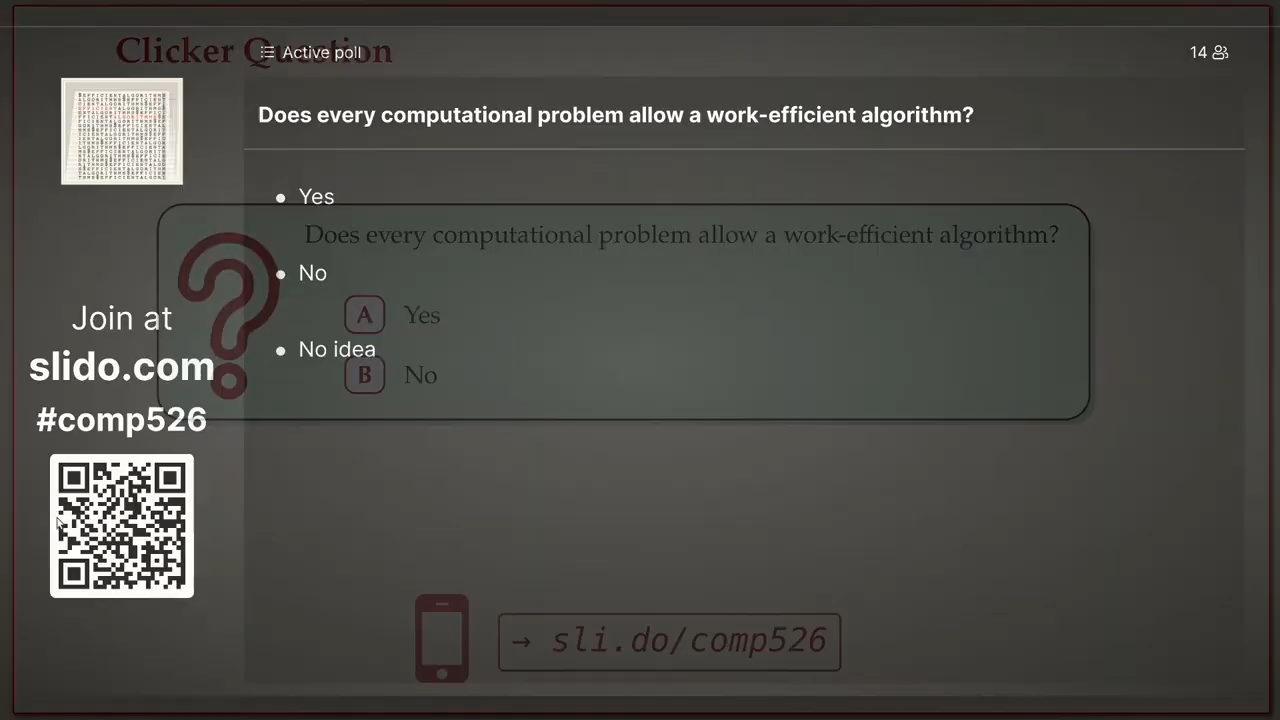 Clicker Question
Active poll
14
Does every computational problem allow a work-efficient algorithm?
Yes
Does every computational problem allow a work-efficient algorithm?
No
A Yes
No idea
B No
Join at
slido.com
#comp526
→ sli.do/comp526